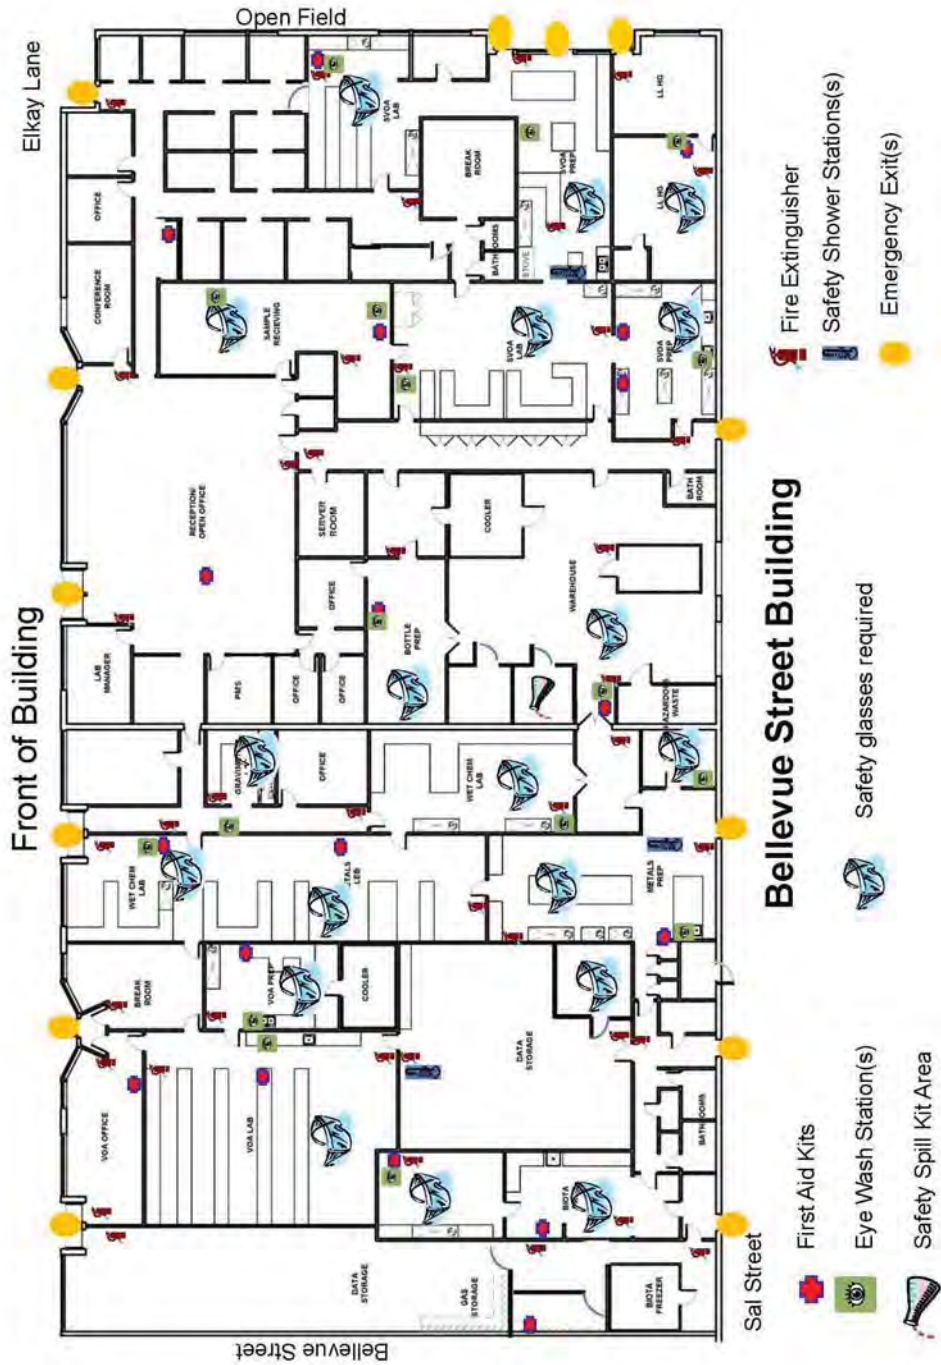 Front of Building
Elkay Lane
Open Field
Bellevue Street
Sal Street
VOA OFFICE
BREAK
ROOM
WET CHEM
LAB
LAB
MANAGER
RECEPTION/
OPEN OFFICE
CONFERENCE
ROOM
OFFICE
VOA LAB
VOA PREP
COOLER
PMS
OFFICE
OFFICE
OFFICE
OFFICE
SERVER
ROOM
SAMPLE
RECIEVING
SVOA
LAB
BREAK
ROOM
DATA
STORAGE
GAS
STORAGE
DATA
STORAGE
WET CHEM
LAB
BOTTLE
PREP
COOLER
SVOA
LAB
STOVE
SVOA
PREP
BIOTA
METALS
PREP
WAREHOUSE
SVOA
PREP
LL HG
LL HG
BIOTA
FREEZER
HAZARDOUS
WASTE
BATH
ROOM
Bellevue Street Building
First Aid Kits
Eye Wash Station(s)
Safety Spill Kit Area
Safety glasses required
Fire Extinguisher
Safety Shower Stations(s)
Emergency Exit(s)